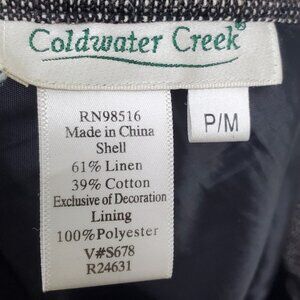 Coldwater Creek®
P/M
RN98516
Made in China
Shell
61% Linen
39% Cotton
Exclusive of Decoration
Lining
100% Polyester
V#S678
R24631